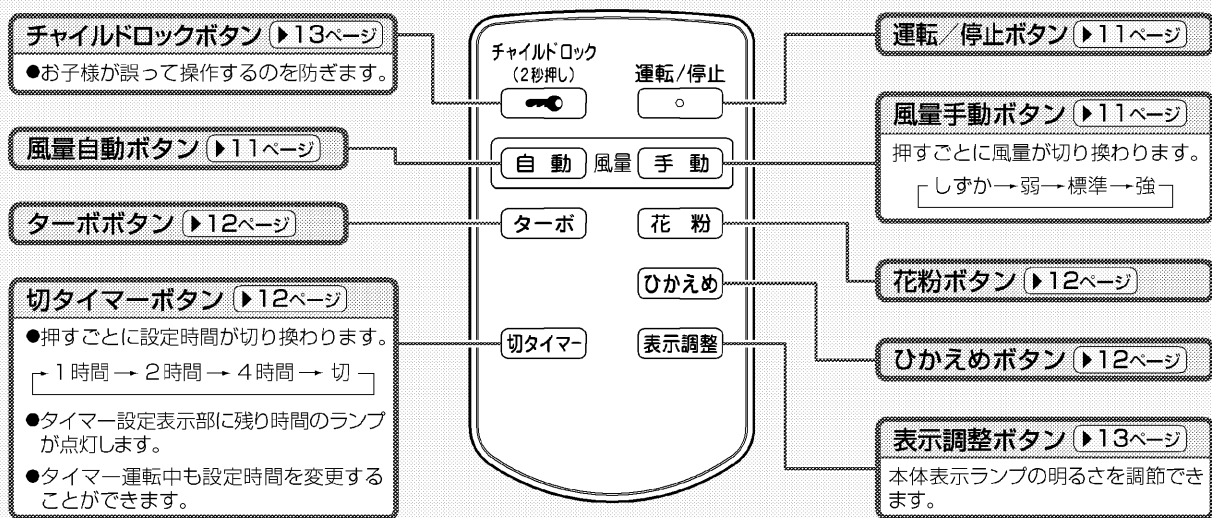 チャイルドロックボタン ▶13ページ
●お子様が誤って操作するのを防ぎます。
風量自動ボタン ▶11ページ
ターボボタン ▶12ページ
切タイマーボタン ▶12ページ
●押すごとに設定時間が切り換わります。
1時間→2時間→4時間→切
●タイマー設定表示部に残り時間のランプ
が点灯します。
●タイマー運転中も設定時間を変更する
ことができます。
チャイルドロック
(2秒押し)
運転/停止
自動 風量 手動
ターボ 花粉
ひかえめ
切タイマー 表示調整
運転/停止ボタン ▶11ページ
風量手動ボタン ▶11ページ
押すごとに風量が切り換わります。
しずか→弱→標準→強
花粉ボタン ▶12ページ
ひかえめボタン ▶12ページ
表示調整ボタン ▶13ページ
本体表示ランプの明るさを調節でき
ます。